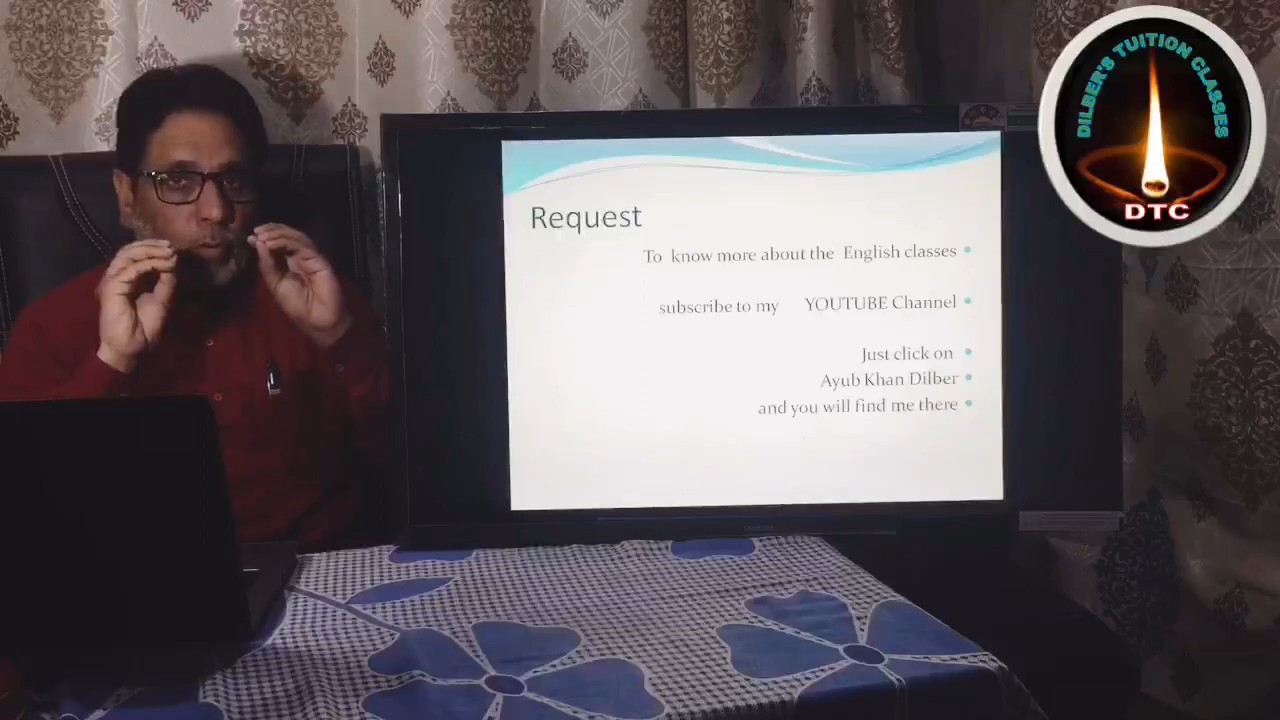 DILBER'S TUITION CLASSES
DTC
Request
To know more about the English classes
subscribe to my YOUTUBE Channel
Just click on
Ayub Khan Dilber
and you will find me there